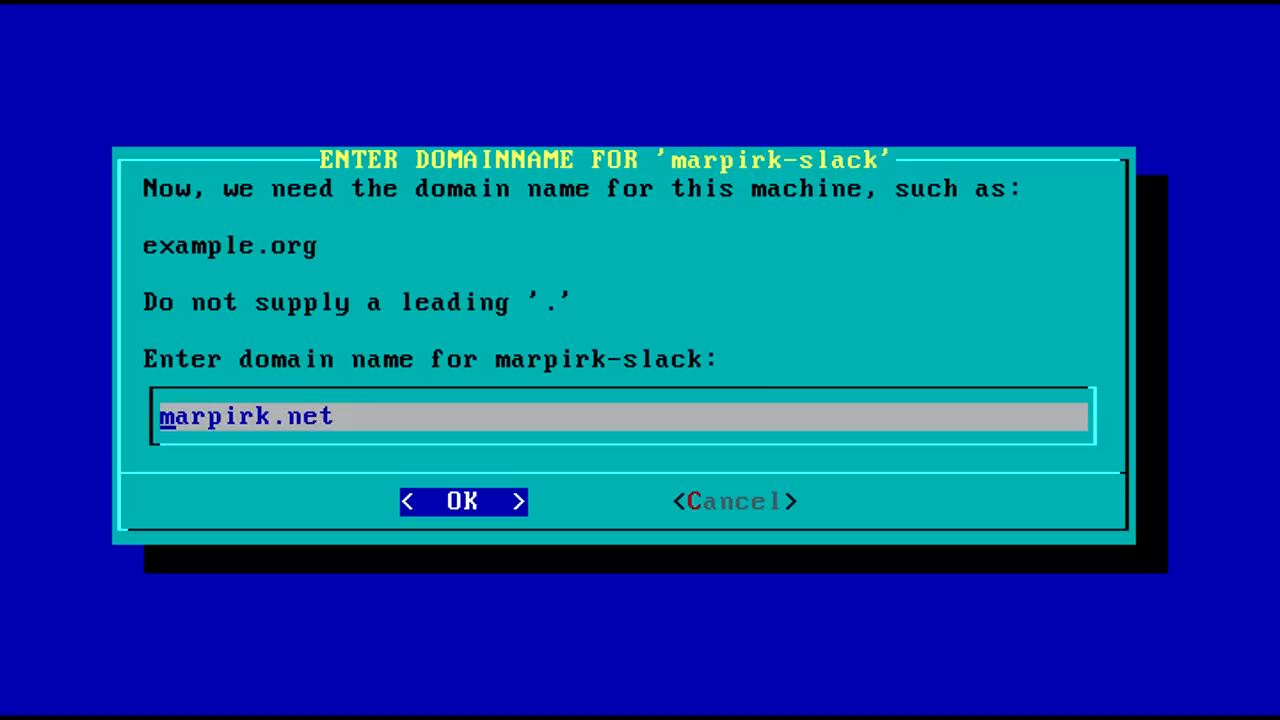 ENTER DOMAINNAME FOR 'marpirk-slack'
Now, we need the domain name for this machine, such as:
example.org
Do not supply a leading '.'
Enter domain name for marpirk-slack:
marpirk.net
< OK > <Cancel>